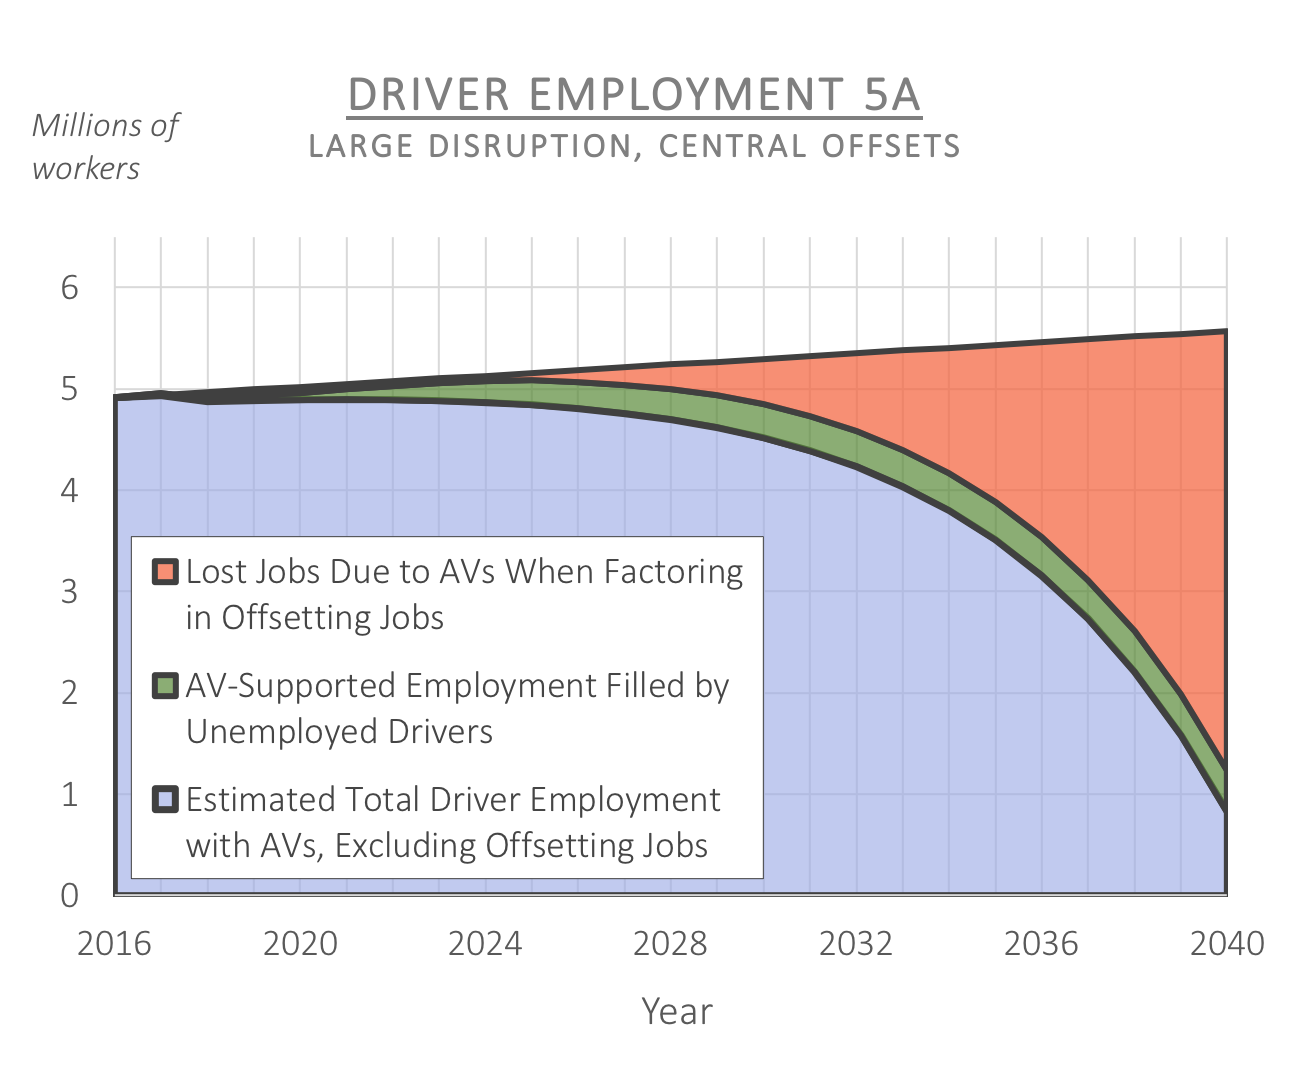 DRIVER EMPLOYMENT 5A
LARGE DISRUPTION, CENTRAL OFFSETS
Millions of
workers
6
5
4
3
2
1
0
Lost Jobs Due to AVs When Factoring
in Offsetting Jobs
AV-Supported Employment Filled by
Unemployed Drivers
Estimated Total Driver Employment
with AVs, Excluding Offsetting Jobs
2016 2020 2024 2028 2032 2036 2040
Year